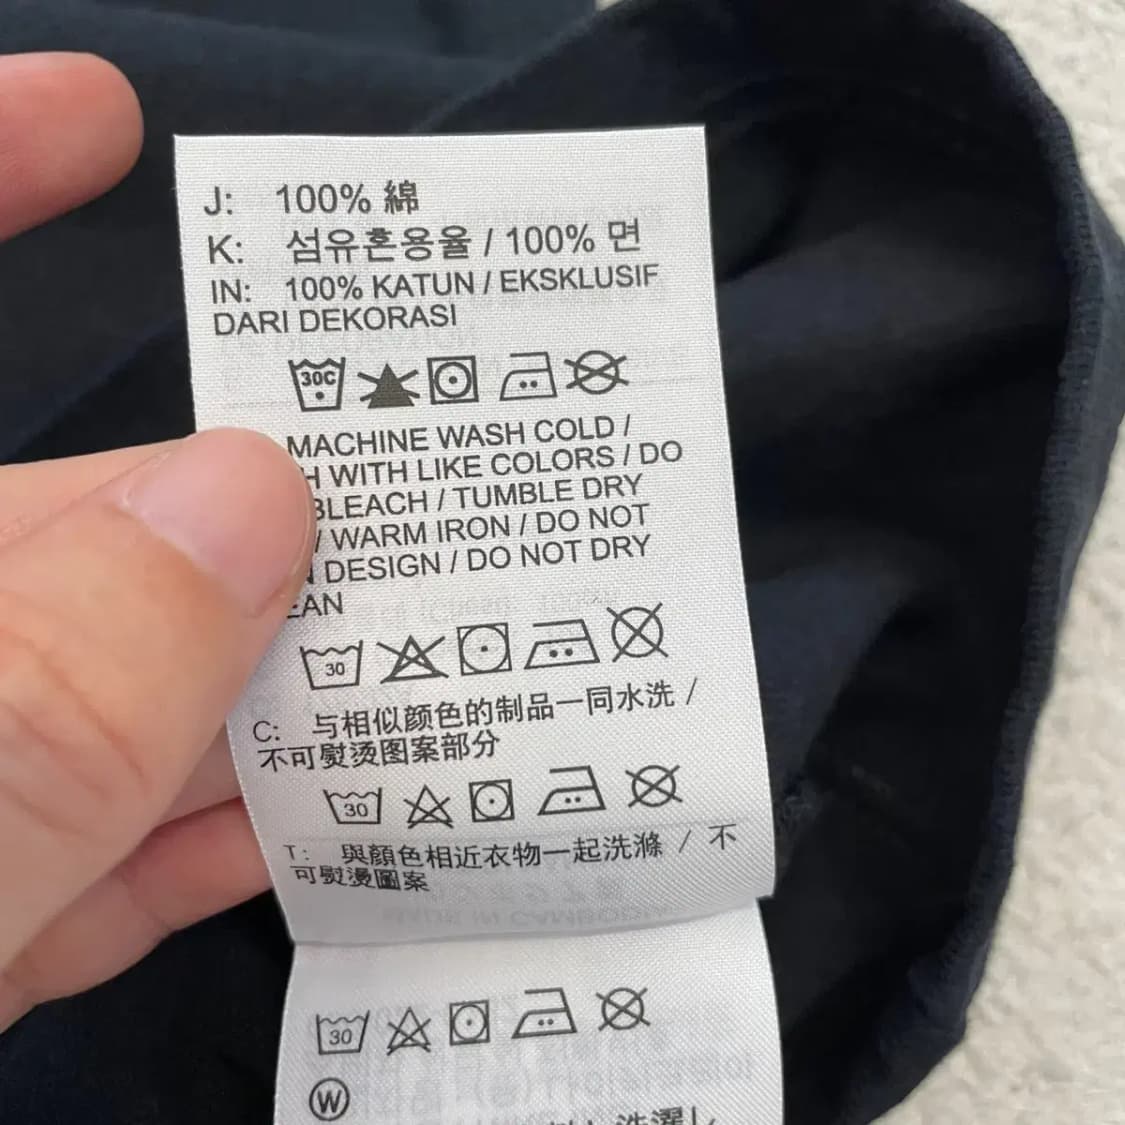 J: 100% 綿
K: 섬유혼용율 / 100% 면
IN: 100% KATUN / EKSKLUSIF
DARI DEKORASI
30C
MACHINE WASH COLD /
H WITH LIKE COLORS / DO
BLEACH / TUMBLE DRY
/ WARM IRON / DO NOT
N DESIGN / DO NOT DRY
EAN
30
C: 与相似颜色的制品一同水洗 /
不可熨烫图案部分
30
T: 與顏色相近衣物一起洗滌 / 不
可熨燙圖案
30
W
洗濯し